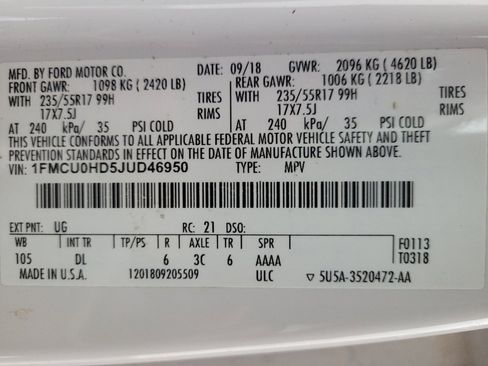 MFD. BY FORD MOTOR CO. DATE: 09/18 GVWR: 2096 KG ( 4620 LB)
FRONT GAWR: 1098 KG ( 2420 LB) REAR GAWR: 1006 KG ( 2218 LB)
WITH 235/55R17 99H TIRES WITH 235/55R17 99H TIRES
17X7.5J RIMS 17X7.5J RIMS
AT 240 kPa/ 35 PSI COLD AT 240 kPa/ 35 PSI COLD
THIS VEHICLE CONFORMS TO ALL APPLICABLE FEDERAL MOTOR VEHICLE SAFETY AND THEFT
PREVENTION STANDARDS IN EFFECT ON THE DATE OF MANUFACTURE SHOWN ABOVE.
VIN: 1FMCU0HD5JUD46950 TYPE: MPV
EXT PNT: UG RC: 21 DSO:
WB INT TR TP/PS R AXLE TR SPR F0113
105 DL 6 3C 6 AAAA T0318
MADE IN U.S.A. 1201809205509 ULC ▽ 5U5A-3520472-AA